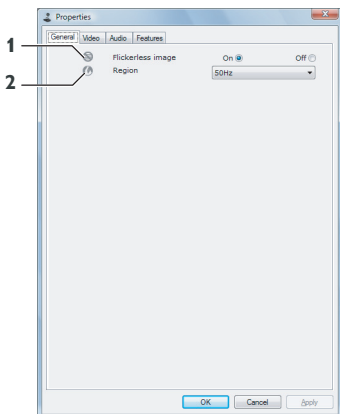 Properties
General Video Audio Features
1 Flickerless image On Off
2 Region 50Hz
OK Cancel Apply